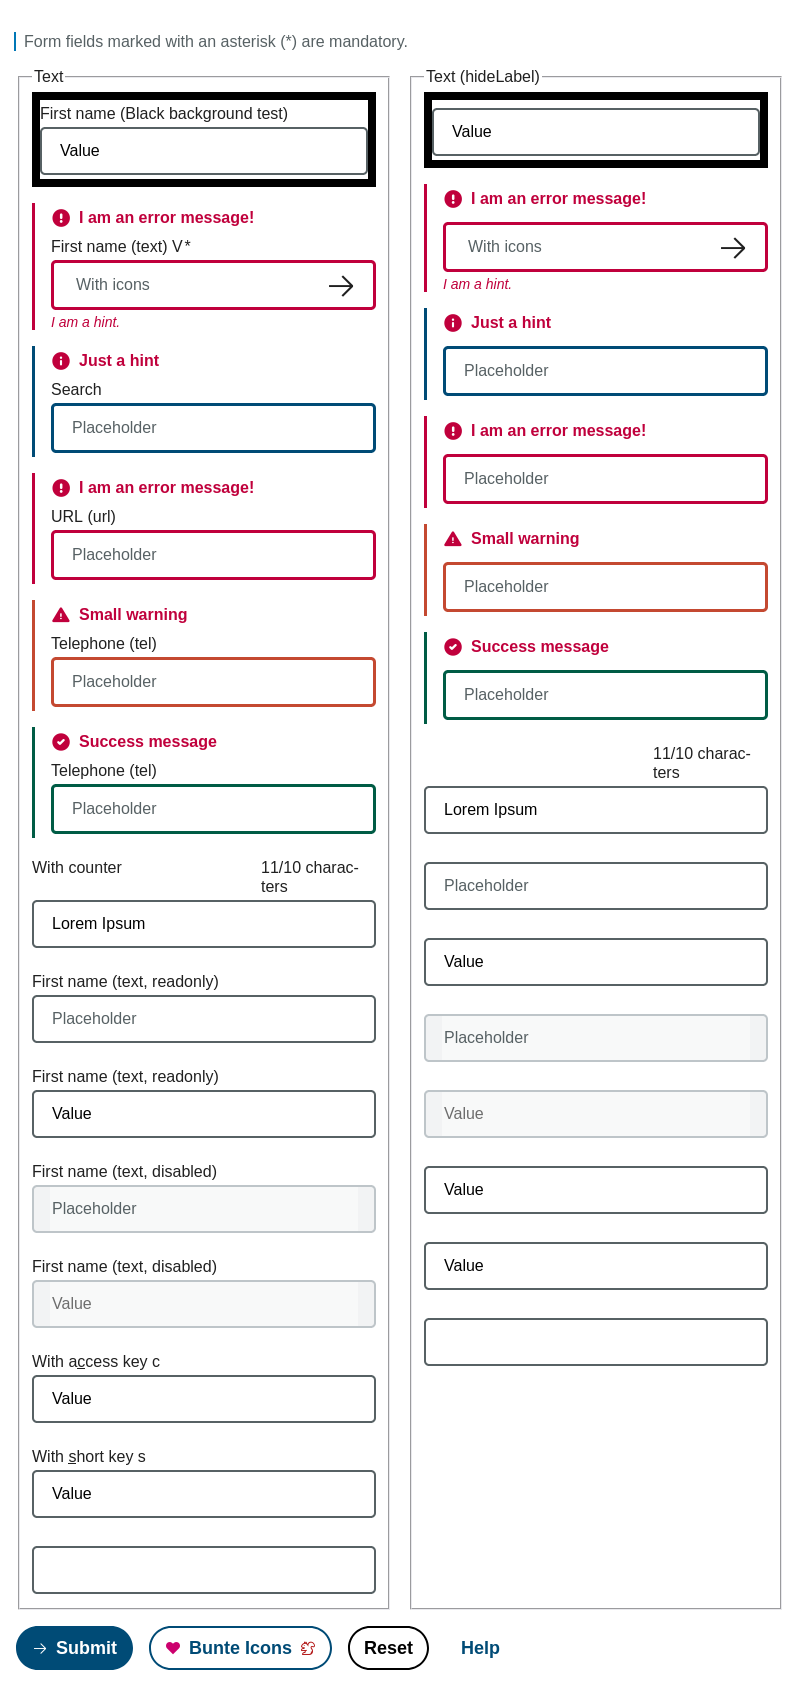 Form fields marked with an asterisk (*) are mandatory.
Text
First name (Black background test)
Value
I am an error message!
First name (text) V*
With icons
I am a hint.
Just a hint
Search
Placeholder
I am an error message!
URL (url)
Placeholder
Small warning
Telephone (tel)
Placeholder
Success message
Telephone (tel)
Placeholder
With counter
11/10 charac-
ters
Lorem Ipsum
First name (text, readonly)
Placeholder
First name (text, readonly)
Value
First name (text, disabled)
Placeholder
First name (text, disabled)
Value
With access key c
Value
With short key s
Value
Text (hideLabel)
Value
I am an error message!
With icons
I am a hint.
Just a hint
Placeholder
I am an error message!
Placeholder
Small warning
Placeholder
Success message
Placeholder
11/10 charac-
ters
Lorem Ipsum
Placeholder
Value
Placeholder
Value
Value
Value
Submit
Bunte Icons
Reset
Help